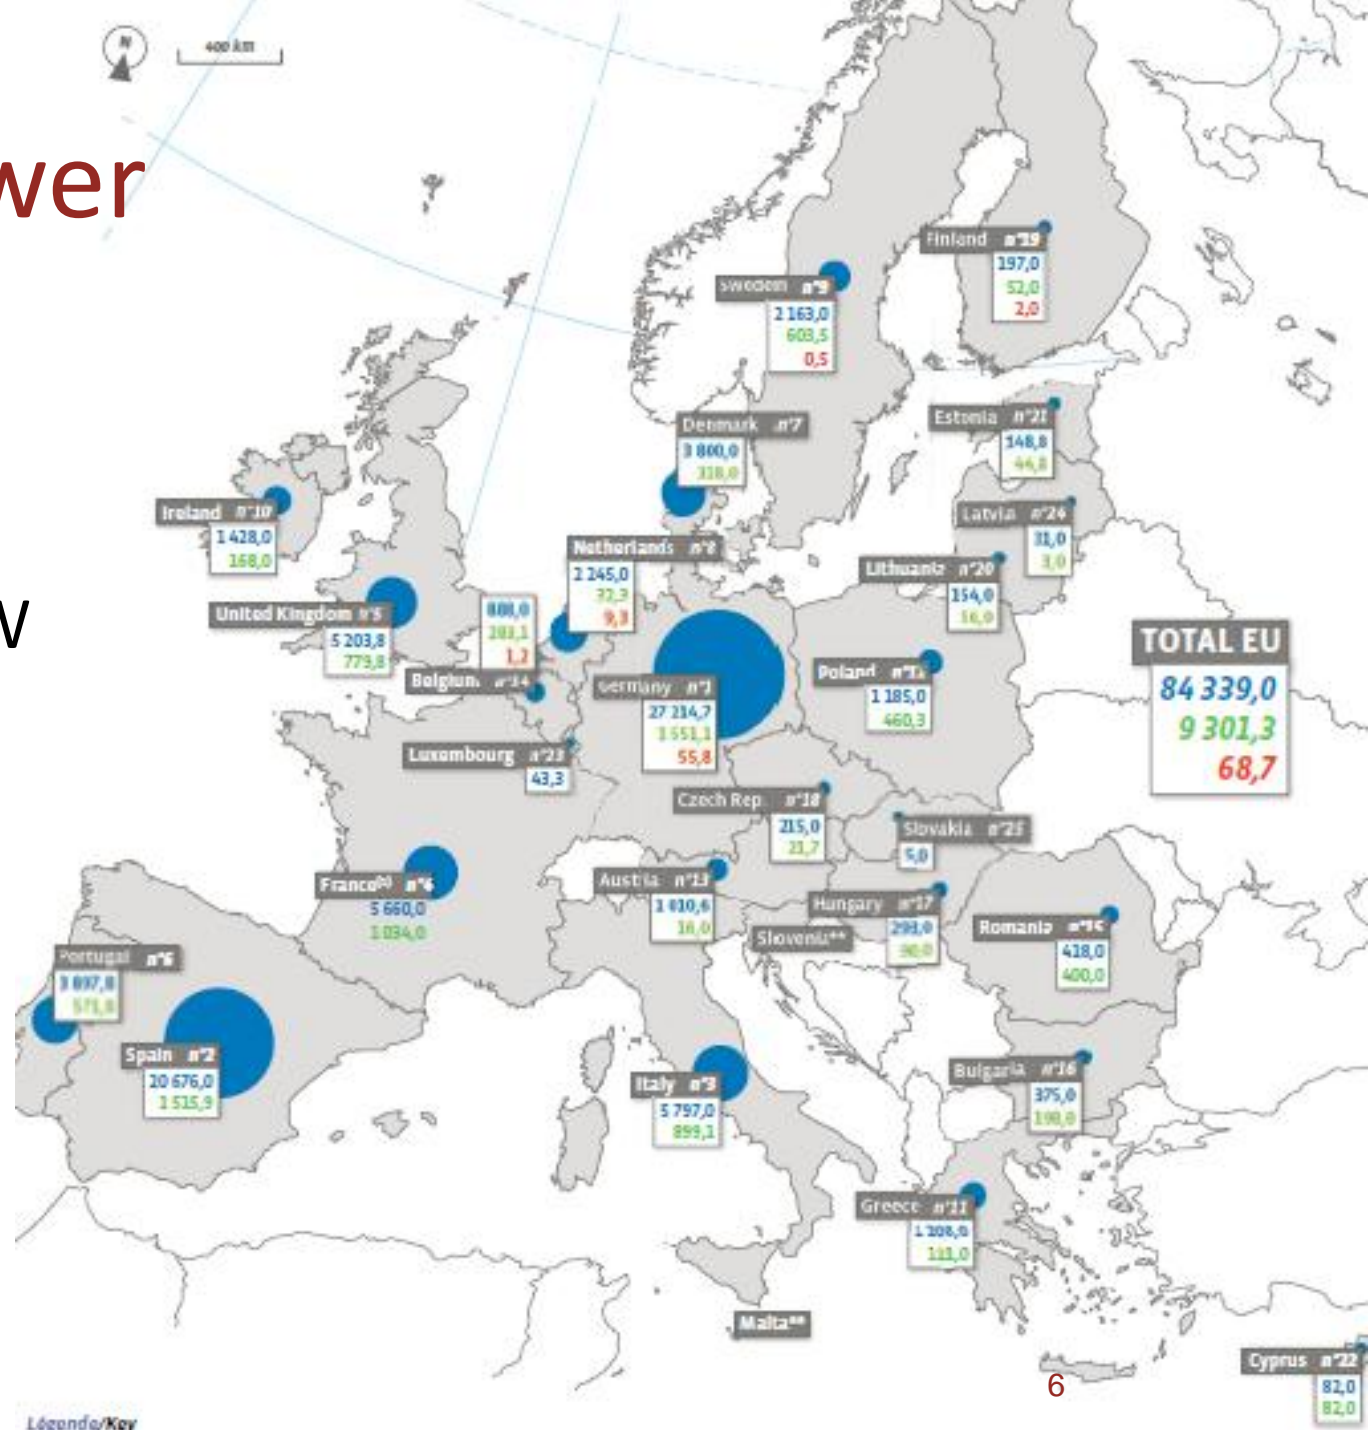 N
400 km
wer
W
Finland n°19
197,0
52,0
2,0
Sweden n°9
2 163,0
603,5
0,5
Denmark n°7
3 800,0
318,0
Estonia n°21
148,8
44,8
Latvia n°24
31,0
3,0
Ireland n°10
1 428,0
168,0
Netherlands n°8
32,3
9,3
Lithuania n°20
154,0
16,0
United Kingdom n°5
5 203,8
779,8
888,0
283,1
1,2
Belgium n°14
Germany n°1
27 214,7
55,8
Poland
1 185,0
460,3
TOTAL EU
84 339,0
9 301,3
68,7
Luxembourg n°23
43,3
Czech Rep. n°18
215,0
21,7
Slovakia n°25
5,0
France
5 660,0
1 034,0
Austria n°13
1 010,6
16,0
Hungary n°17
293,0
Slovenia**
Romania
418,0
400,0
Portugal n°6
Spain n°2
20 676,0
1 515,9
Italy n°3
5 797,0
899,1
Bulgaria n°16
375,0
198,0
Greece n°11
Malta**
Cyprus n°22
82,0
82,0
6
Légende/Key